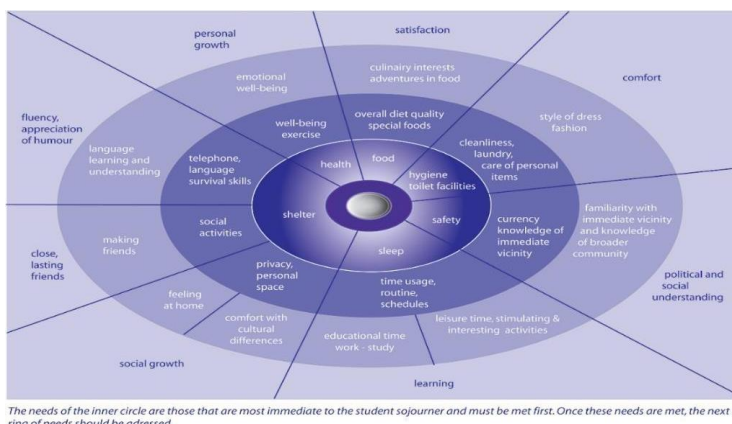 satisfaction
personal
growth
culinairy interests
adventures in food
emotional
well-being
comfort
style of dress
fashion
overall diet quality
special foods
well-being
exercise
fluency,
appreciation
of humour
cleanliness,
laundry,
care of personal
items
language
learning and
understanding
telephone,
language
survival skills
health
food
hygiene
toilet facilities
shelter
safety
sleep
social
activities
currency
knowledge of
immediate
vicinity
familiarity with
immediate vicinity
and knowledge
of broader
community
making
friends
close,
lasting
friends
privacy,
personal
space
political and
social
understanding
time usage,
routine,
schedules
feeling
at home
comfort with
cultural
differences
educational time
work - study
leisure time, stimulating &
interesting activities
social growth
learning
The needs of the inner circle are those that are most immediate to the student sojourner and must be met first. Once these needs are met, the next
ring of needs should be adressed